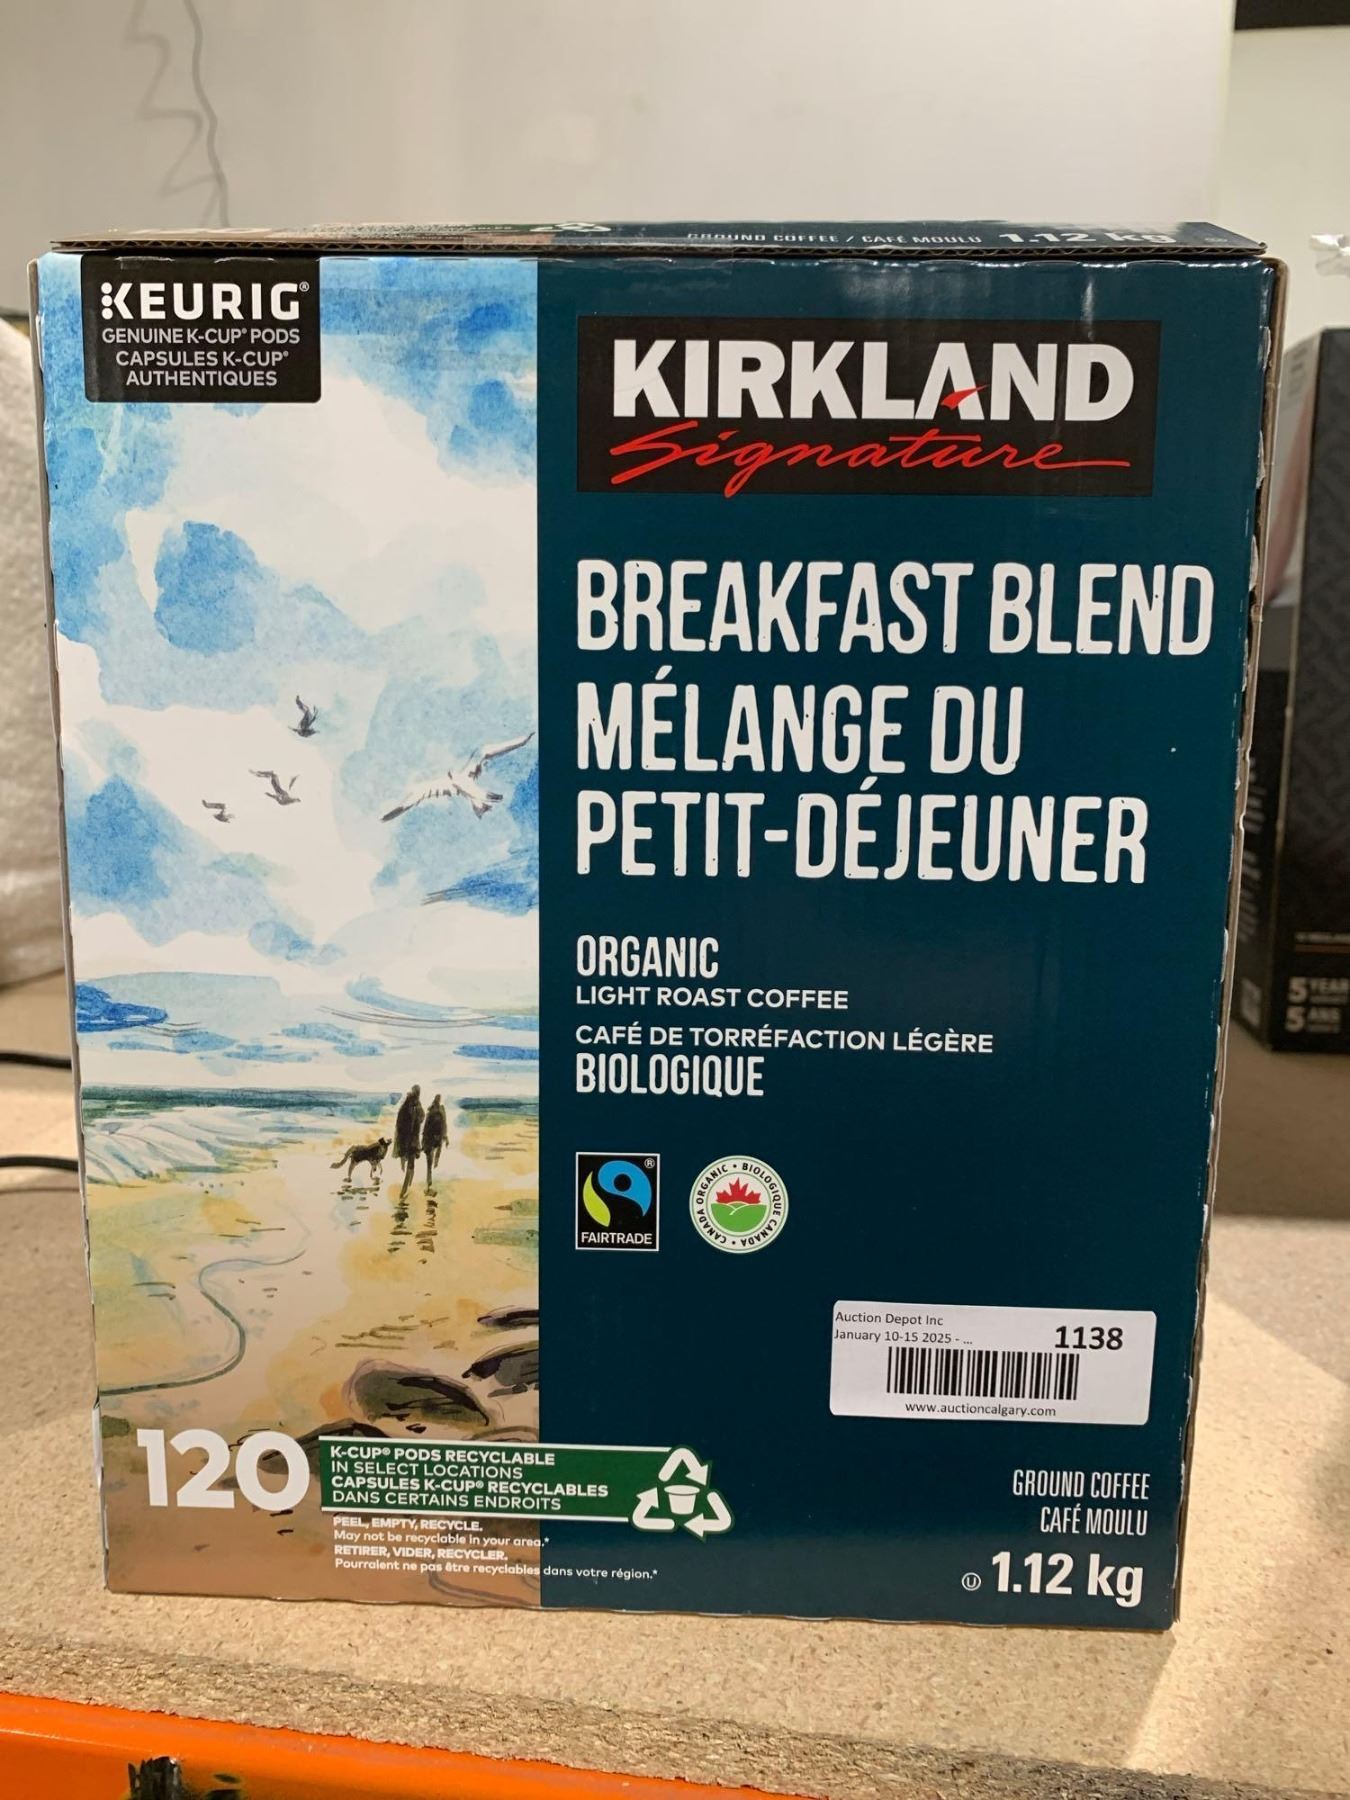 GROUND COFFEE / CAFÉ MOULU 1.12 kg
KEURIG®
GENUINE K-CUP® PODS
CAPSULES K-CUP®
AUTHENTIQUES
KIRKLAND
Signature
BREAKFAST BLEND
MÉLANGE DU
PETIT-DÉJEUNER
ORGANIC
LIGHT ROAST COFFEE
CAFÉ DE TORRÉFACTION LÉGÈRE
BIOLOGIQUE
®
FAIRTRADE
CANADA ORGANIC • BIOLOGIQUE CANADA •
Auction Depot Inc
January 10-15 2025 - ...
1138
www.auctioncalgary.com
120
K-CUP® PODS RECYCLABLE
IN SELECT LOCATIONS
CAPSULES K-CUP® RECYCLABLES
DANS CERTAINS ENDROITS
PEEL, EMPTY, RECYCLE.
May not be recyclable in your area.*
RETIRER, VIDER, RECYCLER.
Pourraient ne pas être recyclables dans votre région.*
GROUND COFFEE
CAFÉ MOULU
U 1.12 kg
5 YEAR
5 ANS